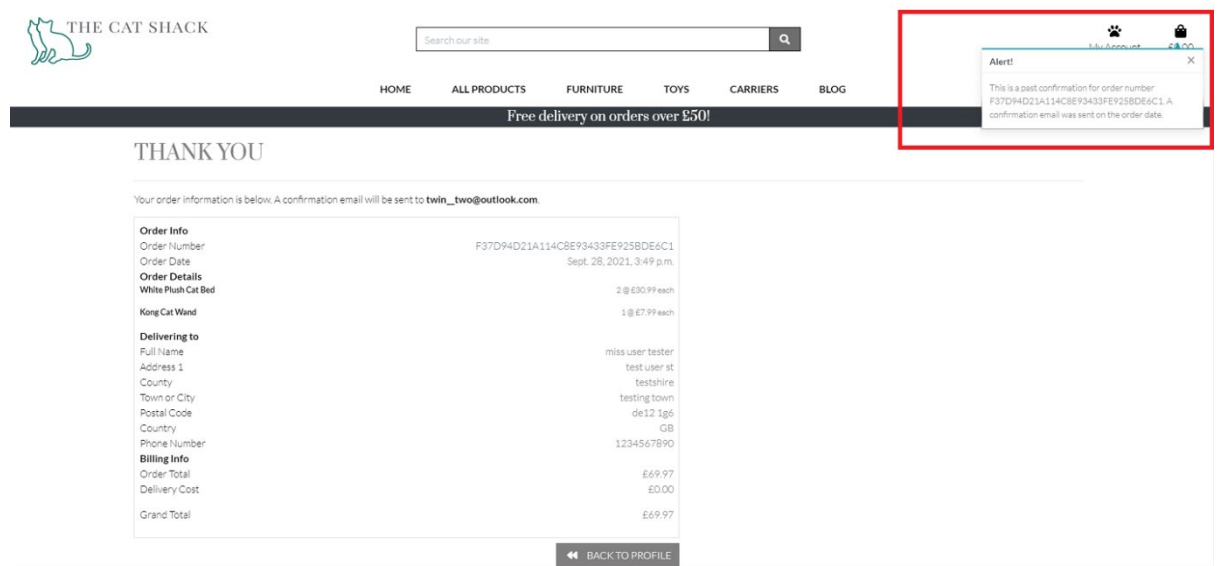 THE CAT SHACK
Search our site
My Account £0.00
HOME ALL PRODUCTS FURNITURE TOYS CARRIERS BLOG
Free delivery on orders over £50!
Alert! ×
This is a past confirmation for order number
F37D94D21A114C8E93433FE925BDE6C1. A
confirmation email was sent on the order date.
THANK YOU
Your order information is below. A confirmation email will be sent to twin__two@outlook.com.
Order Info
Order Number F37D94D21A114C8E93433FE925BDE6C1
Order Date Sept. 28, 2021, 3:49 p.m.
Order Details
White Plush Cat Bed 2 @ £30.99 each
Kong Cat Wand 1 @ £7.99 each
Delivering to
Full Name miss user tester
Address 1 test user st
County testshire
Town or City testing town
Postal Code de12 1g6
Country GB
Phone Number 1234567890
Billing Info
Order Total £69.97
Delivery Cost £0.00
Grand Total £69.97
BACK TO PROFILE